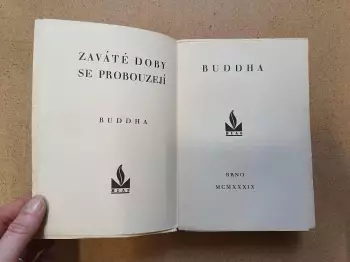 ZAVÁTÉ DOBY
SE PROBOUZEJÍ
BUDDHA
BUDDHA
BRNO
MCMXXXIX